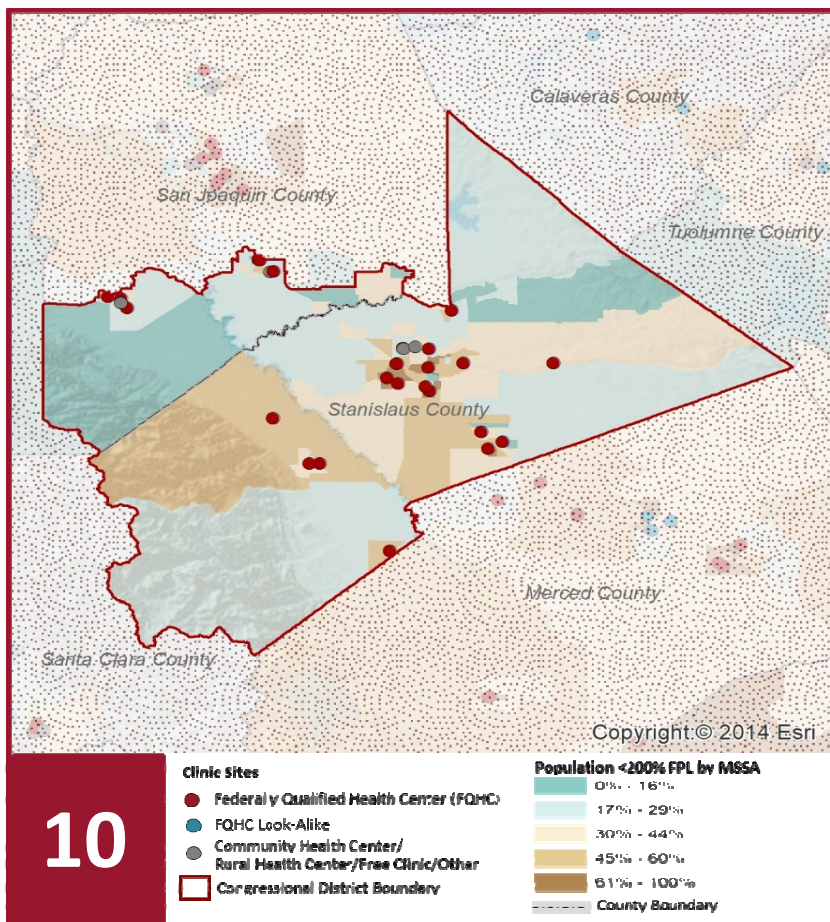 Calaveras County
San Joaquin County
Tuolumne County
Stanislaus County
Merced County
Santa Clara County
Copyright:© 2014 Esri
10
Clinic Sites
Federally Qualified Health Center (FQHC)
FQHC Look-Alike
Community Health Center/
Rural Health Center/Free Clinic/Other
Congressional District Boundary
Population <200% FPL by MSSA
0% - 16%
17% - 29%
30% - 44%
45% - 60%
61% - 100%
County Boundary